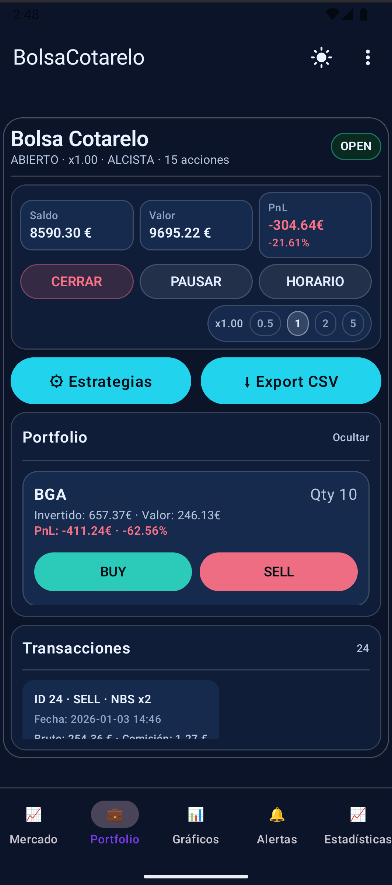 2:48
BolsaCotarelo
Bolsa Cotarelo
ABIERTO · x1.00 · ALCISTA · 15 acciones
OPEN
Saldo
8590.30 €
Valor
9695.22 €
PnL
-304.64€
-21.61%
CERRAR
PAUSAR
HORARIO
x1.00
0.5
1
2
5
Estrategias
Export CSV
Portfolio
Ocultar
BGA
Qty 10
Invertido: 657.37€ · Valor: 246.13€
PnL: -411.24€ · -62.56%
BUY
SELL
Transacciones
24
ID 24 · SELL · NBS x2
Fecha: 2026-01-03 14:46
Bruto: 254.36 € · Comisión: 1.27 €
Mercado
Portfolio
Gráficos
Alertas
Estadísticas